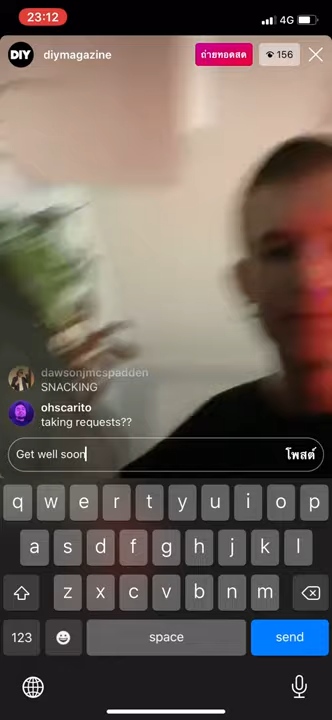 23:12
4G
DIY
diymagazine
ถ่ายทอดสด
156
dawsonjmcspadden
SNACKING
ohscarito
taking requests??
Get well soon
โพสต์
q w e r t y u i o p
a s d f g h j k l
z x c v b n m
123
space
send